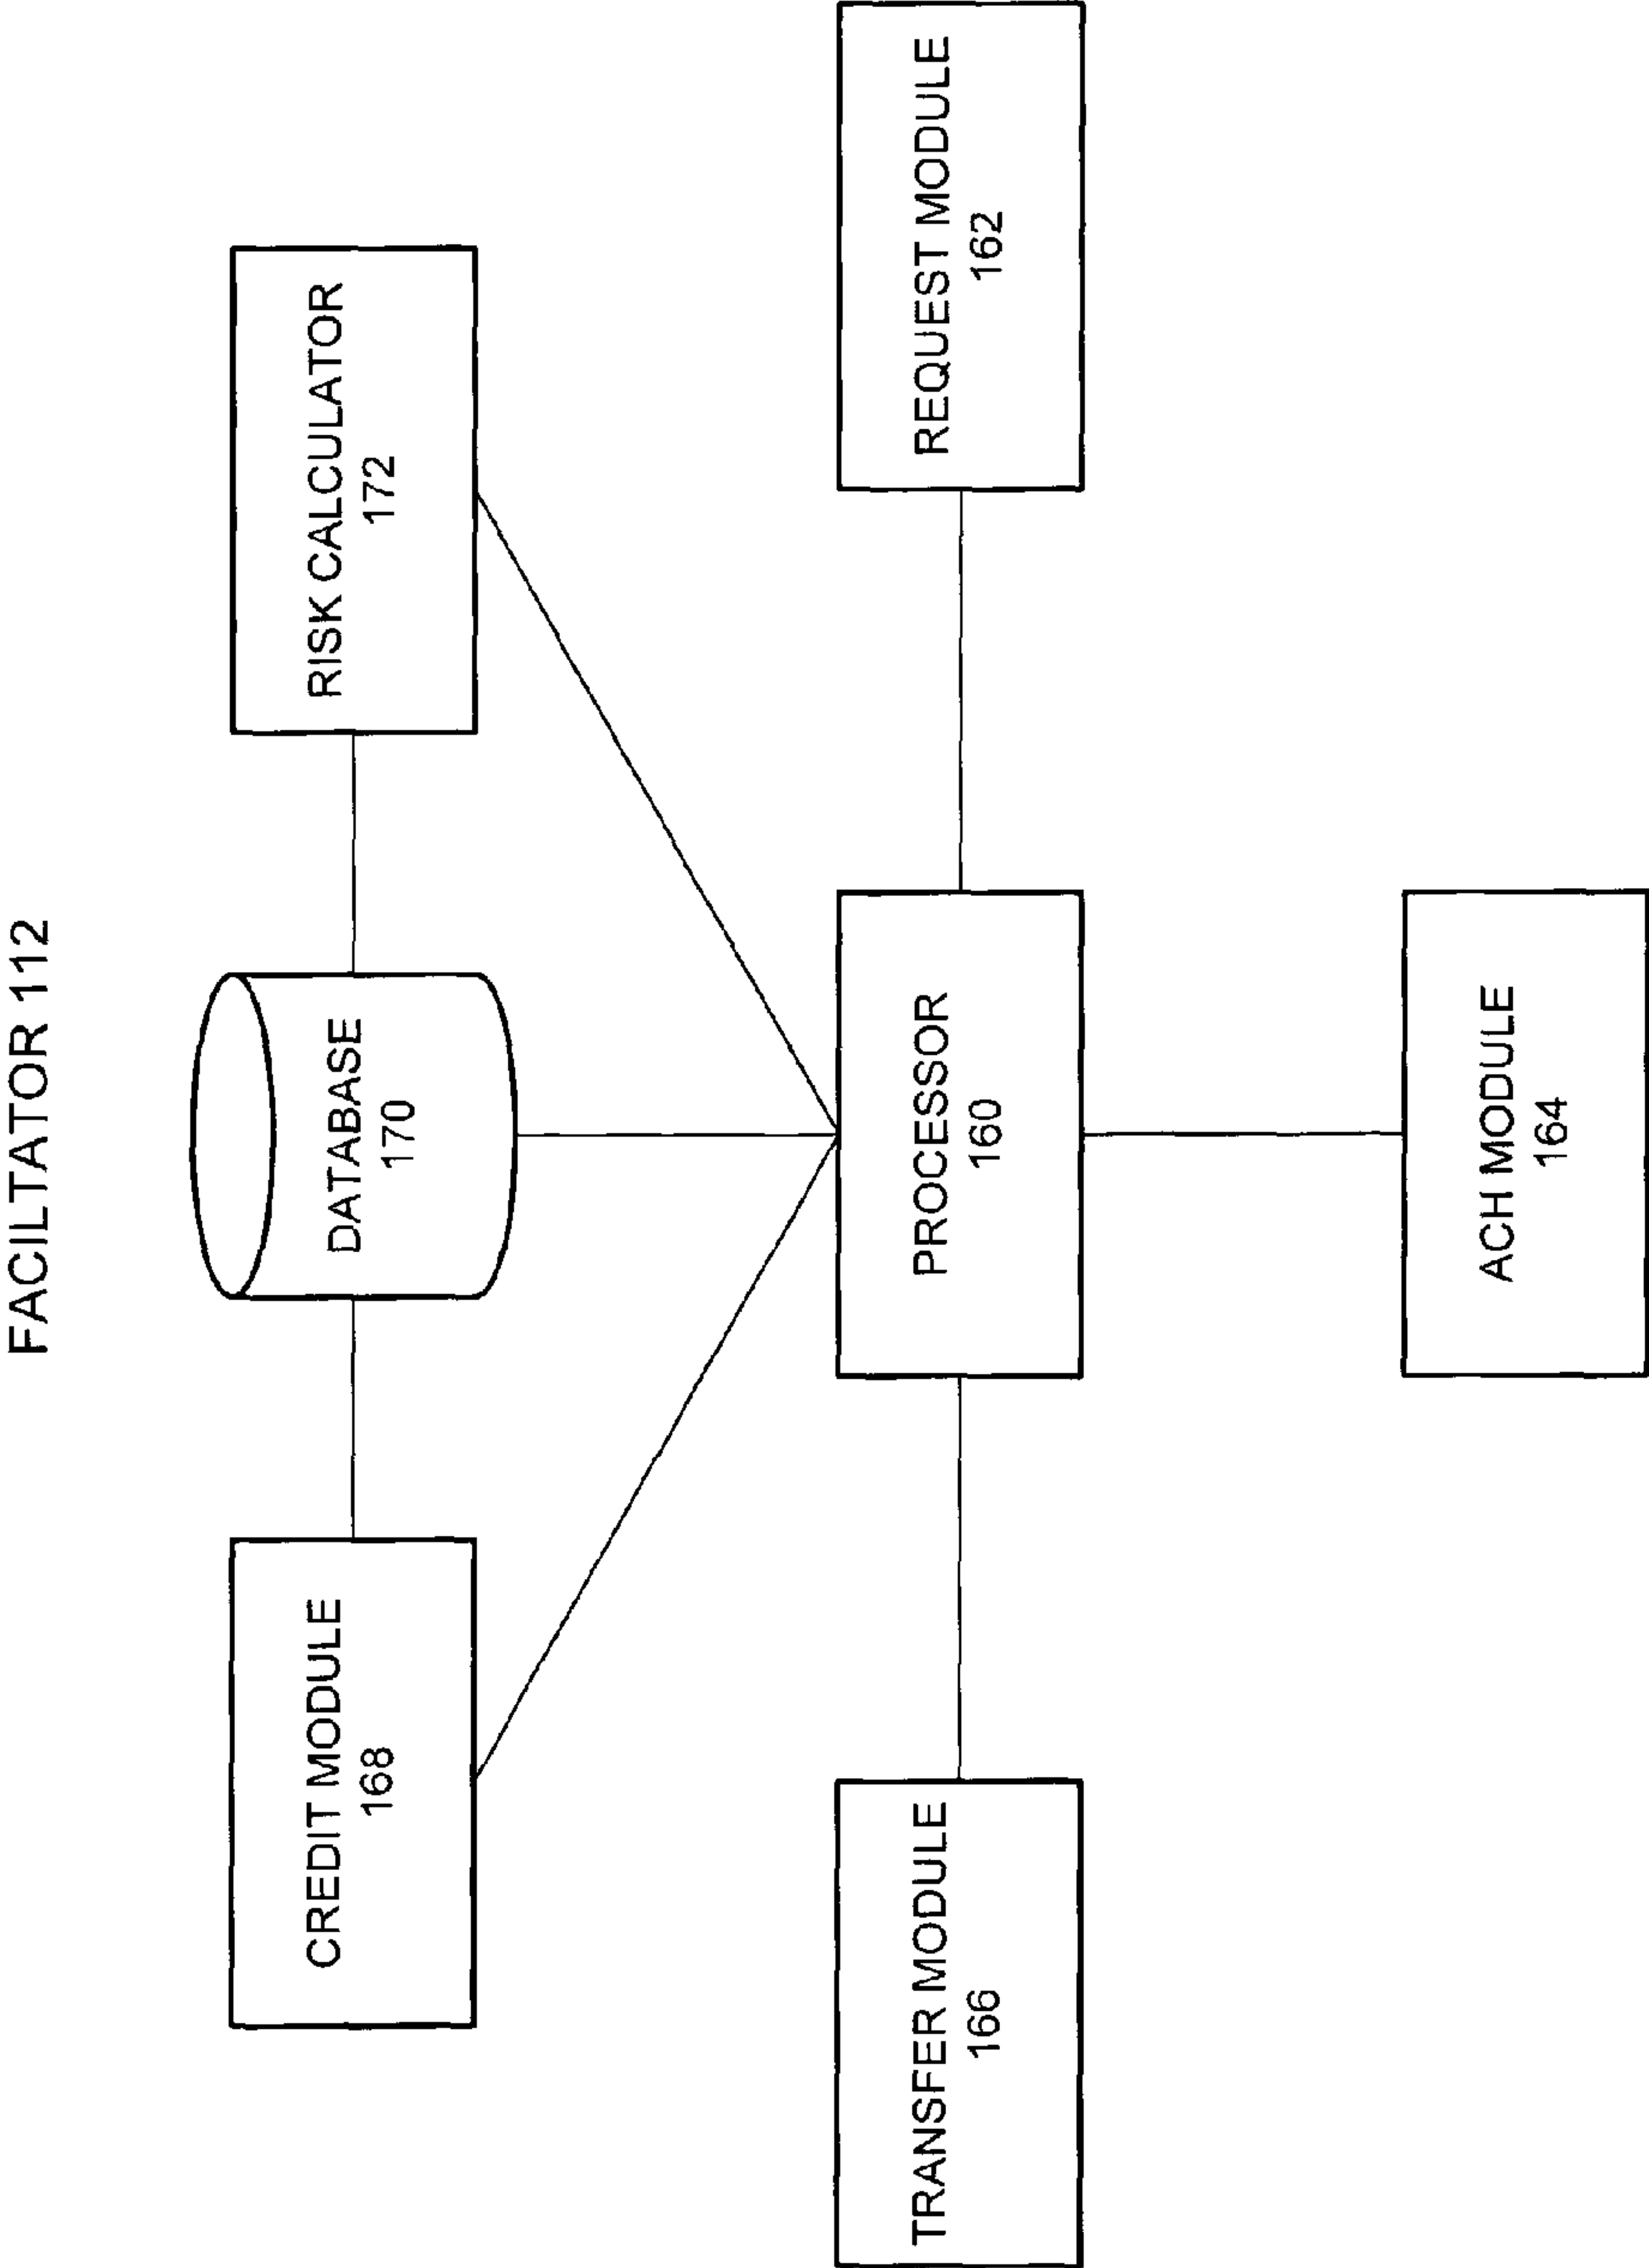 FACILTATOR 112
CREDIT MODULE
168
DATABASE
170
RISK CALCULATOR
172
TRANSFER MODULE
166
PROCESSOR
160
REQUEST MODULE
162
ACH MODULE
164